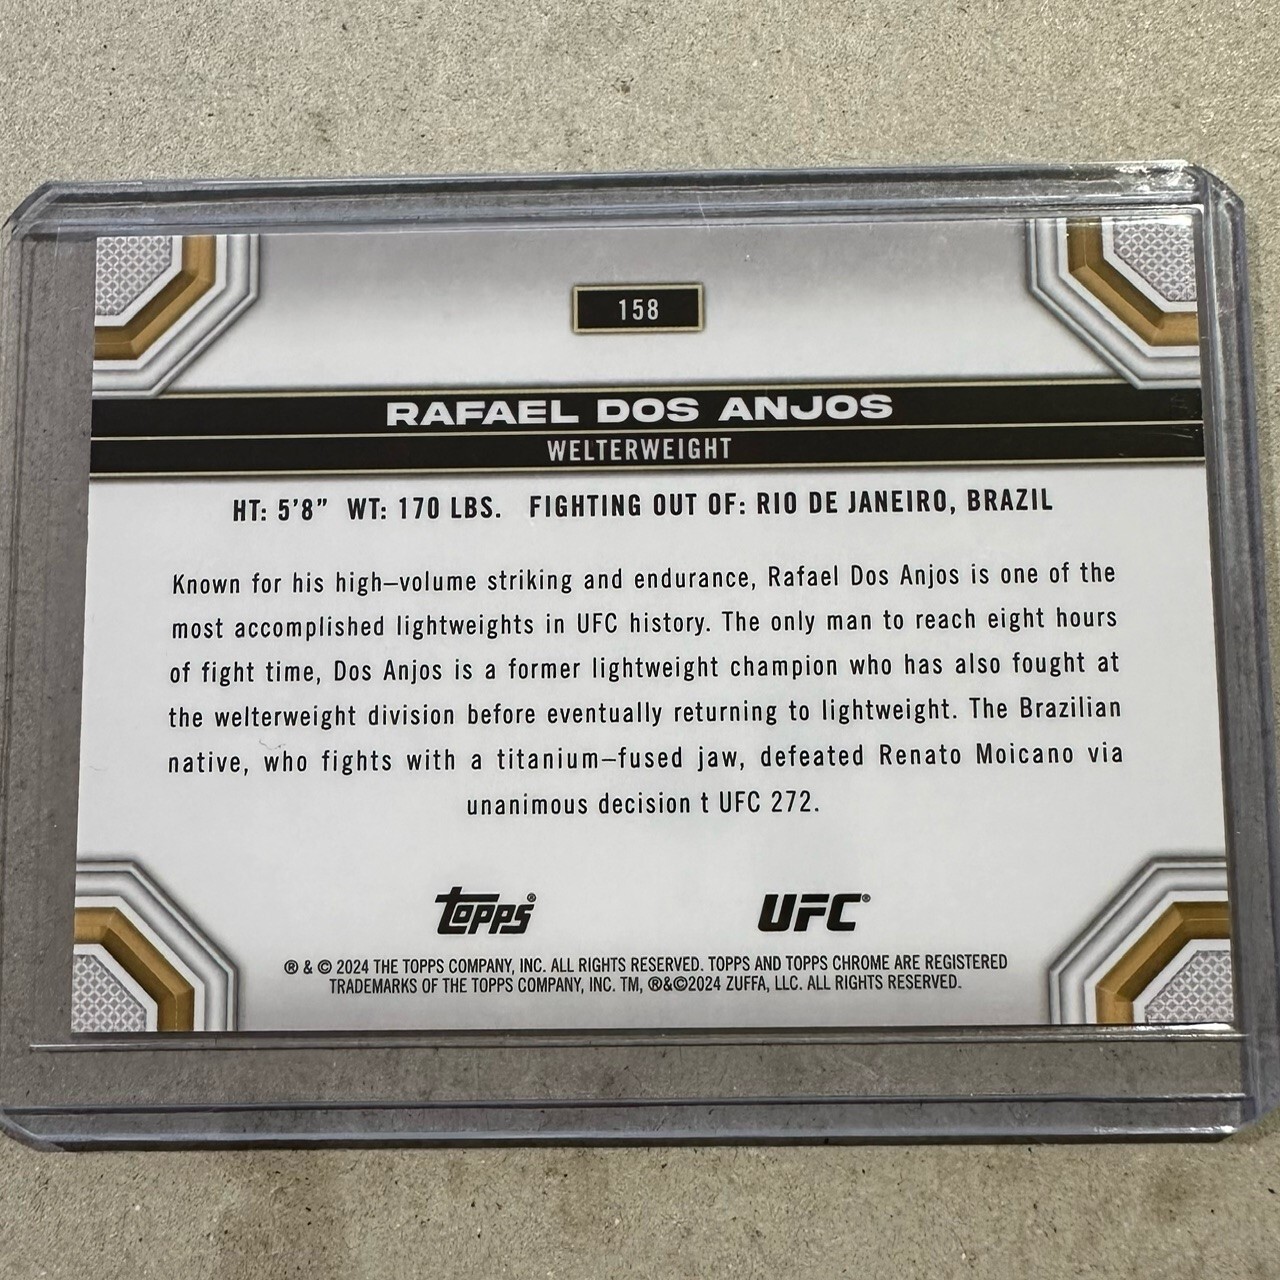 158
RAFAEL DOS ANJOS
WELTERWEIGHT
HT: 5'8" WT: 170 LBS. FIGHTING OUT OF: RIO DE JANEIRO, BRAZIL
Known for his high–volume striking and endurance, Rafael Dos Anjos is one of the
most accomplished lightweights in UFC history. The only man to reach eight hours
of fight time, Dos Anjos is a former lightweight champion who has also fought at
the welterweight division before eventually returning to lightweight. The Brazilian
native, who fights with a titanium–fused jaw, defeated Renato Moicano via
unanimous decision t UFC 272.
topps® UFC®
® & © 2024 THE TOPPS COMPANY, INC. ALL RIGHTS RESERVED. TOPPS AND TOPPS CHROME ARE REGISTERED
TRADEMARKS OF THE TOPPS COMPANY, INC. TM, ®&©2024 ZUFFA, LLC. ALL RIGHTS RESERVED.